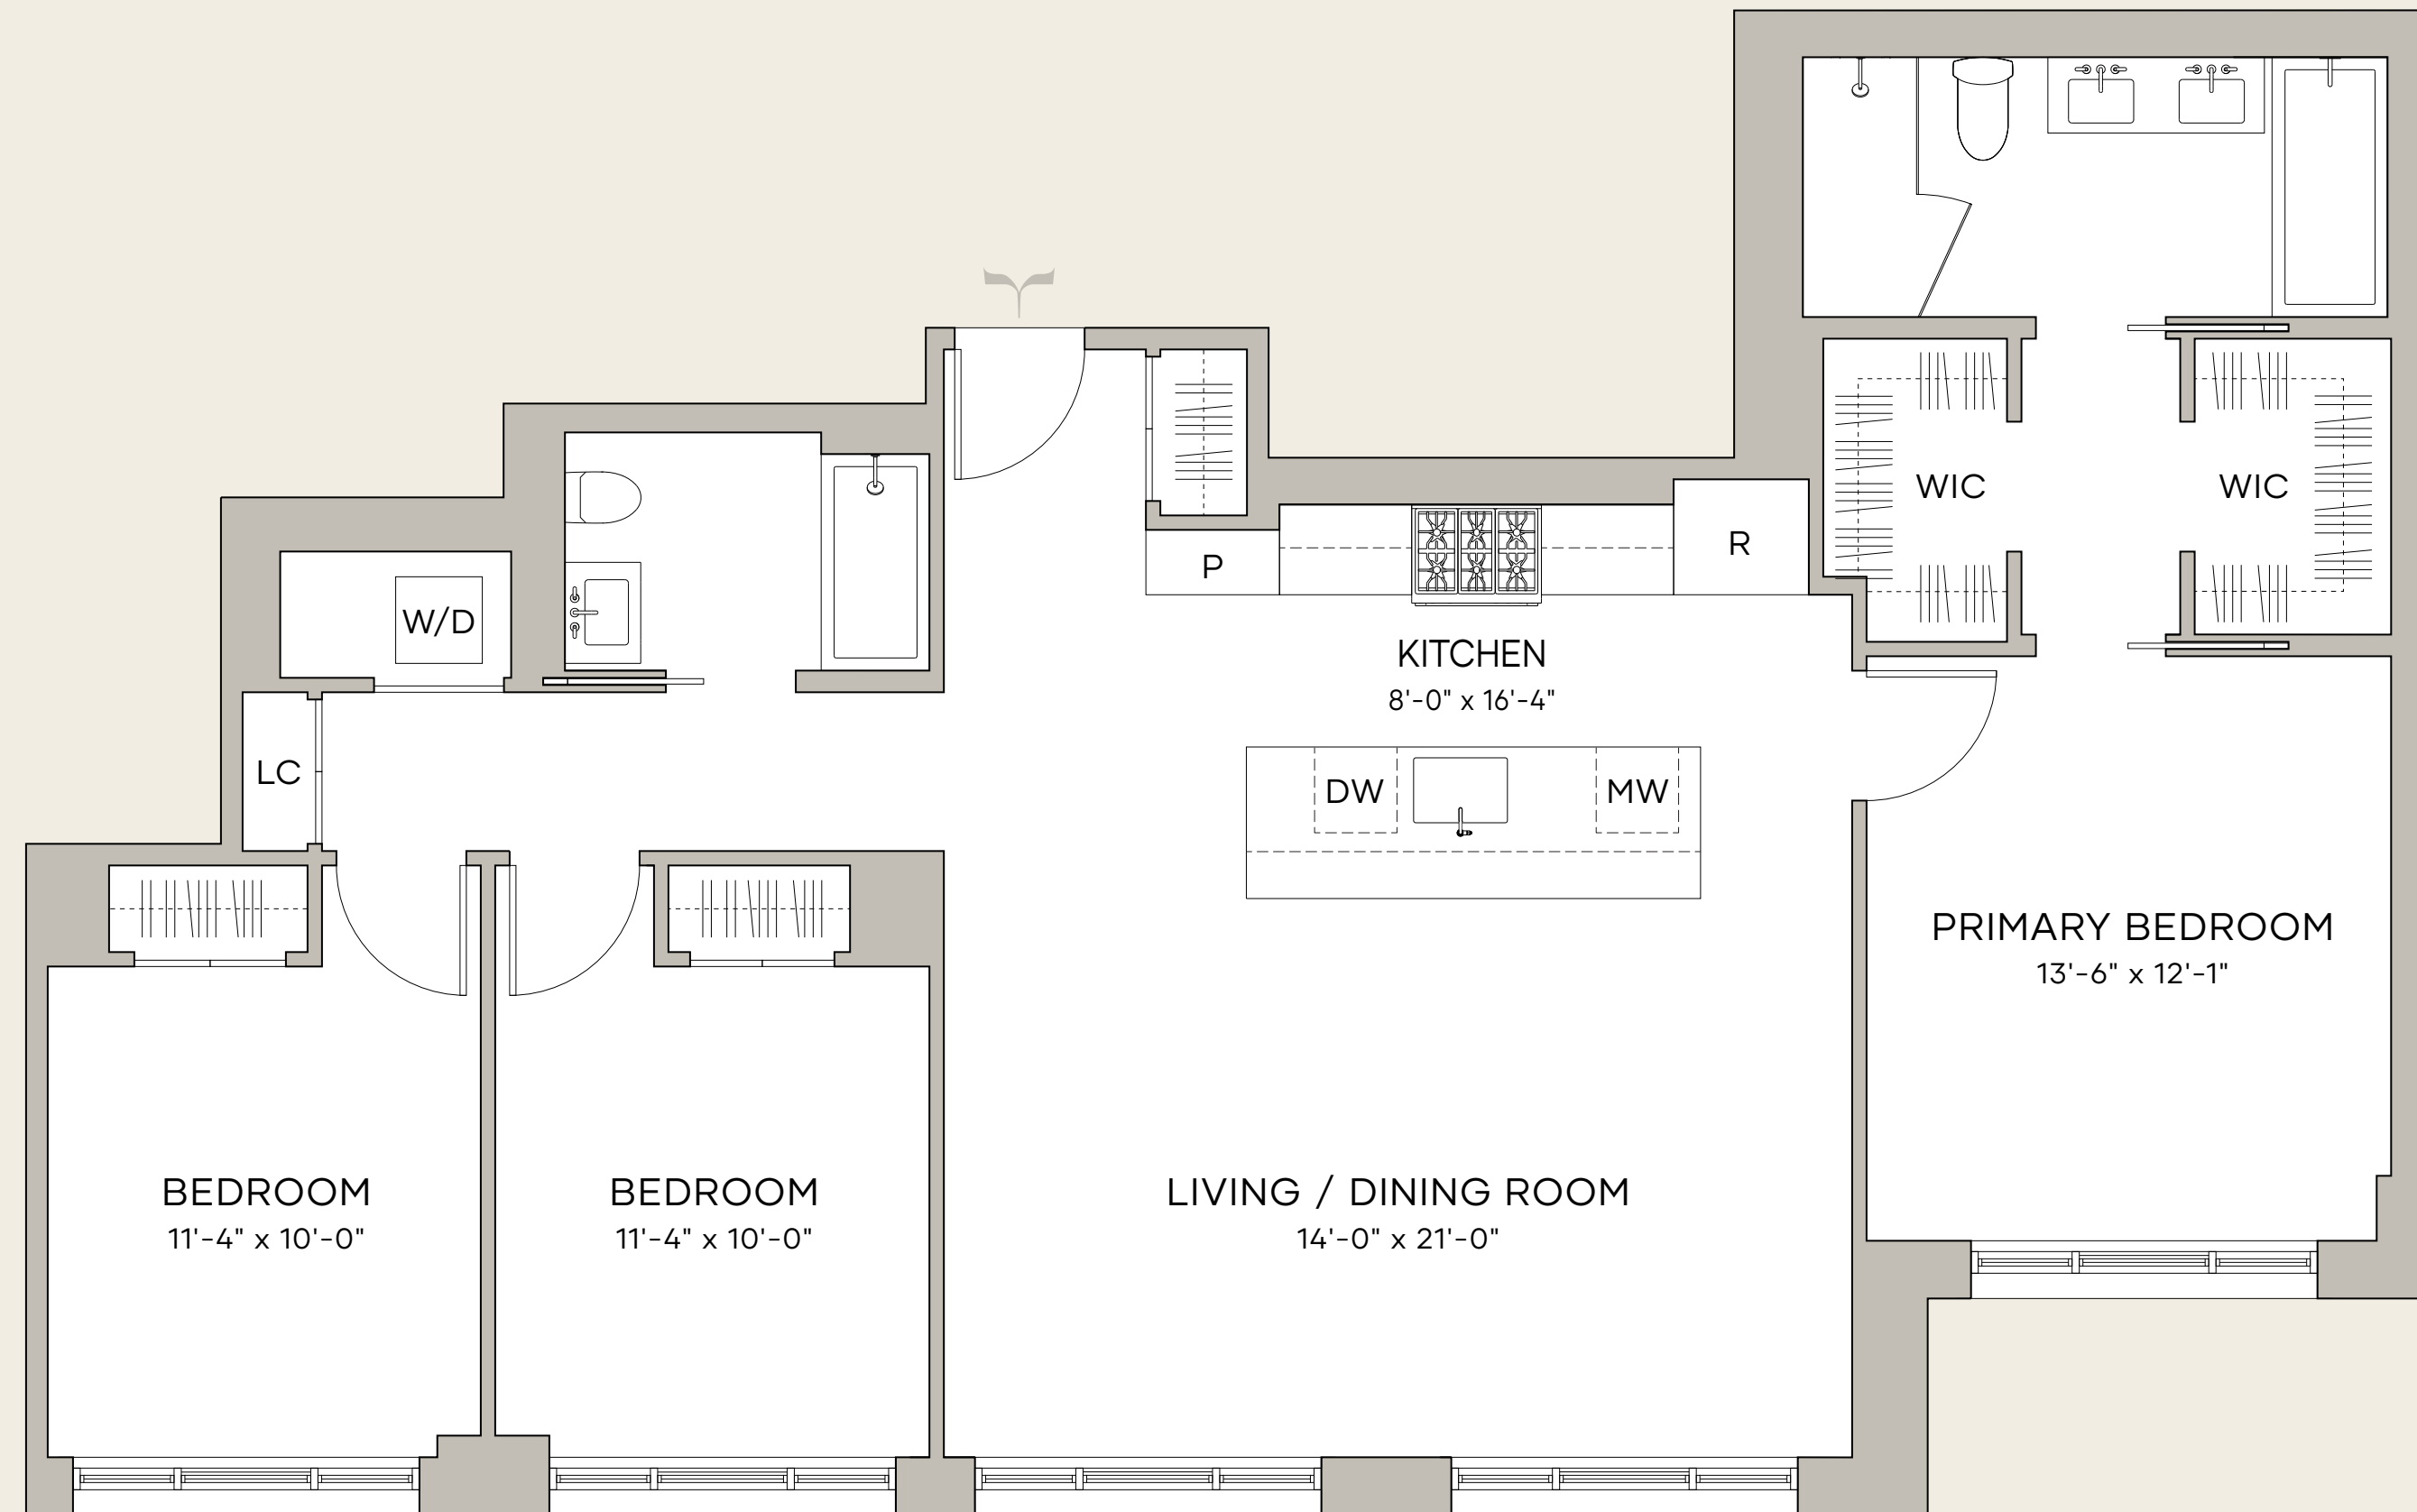 WIC
WIC
P
R
W/D
KITCHEN
8'-0" x 16'-4"
LC
DW
MW
PRIMARY BEDROOM
13'-6" x 12'-1"
BEDROOM
11'-4" x 10'-0"
BEDROOM
11'-4" x 10'-0"
LIVING / DINING ROOM
14'-0" x 21'-0"